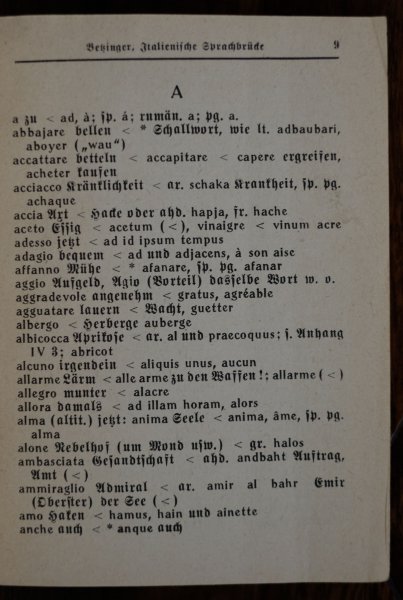 Betzinger, Italienische Sprachbrücke 9
A
a zu < ad, à; sp. á; rumän. a; pg. a.
abbajare bellen < * Schallwort, wie lt. adbaubari,
aboyer („wau“)
accattare betteln < accapitare < capere ergreifen,
acheter kaufen
acciacco Kränklichkeit < ar. schaka Krankheit, sp. pg.
achaque
accia Axt < Hacke oder ahd. hapja, fr. hache
aceto Essig < acetum (<), vinaigre < vinum acre
adesso jetzt < ad id ipsum tempus
adagio bequem < ad und adjacens, à son aise
affanno Mühe < * afanare, sp. pg. afanar
aggio Aufgeld, Agio (Vorteil) dasselbe Wort w. o.
aggradevole angenehm < gratus, agréable
agguatare lauern < Wacht, guetter
albergo < Herberge auberge
albicocca Aprikose < ar. al und praecoquus; s. Anhang
IV 3; abricot
alcuno irgendein < aliquis unus, aucun
allarme Lärm < alle arme zu den Waffen!; allarme (<)
allegro munter < alacre
allora damals < ad illam horam, alors
alma (altit.) jetzt: anima Seele < anima, âme, sp. pg.
alma
alone Nebelhof (um Mond usw.) < gr. halos
ambasciata Gesandtschaft < ahd. andbaht Auftrag,
Amt (<)
ammiraglio Admiral < ar. amir al bahr Emir
(Oberster) der See (<)
amo Haken < hamus, hain und ainette
anche auch < * anque auch